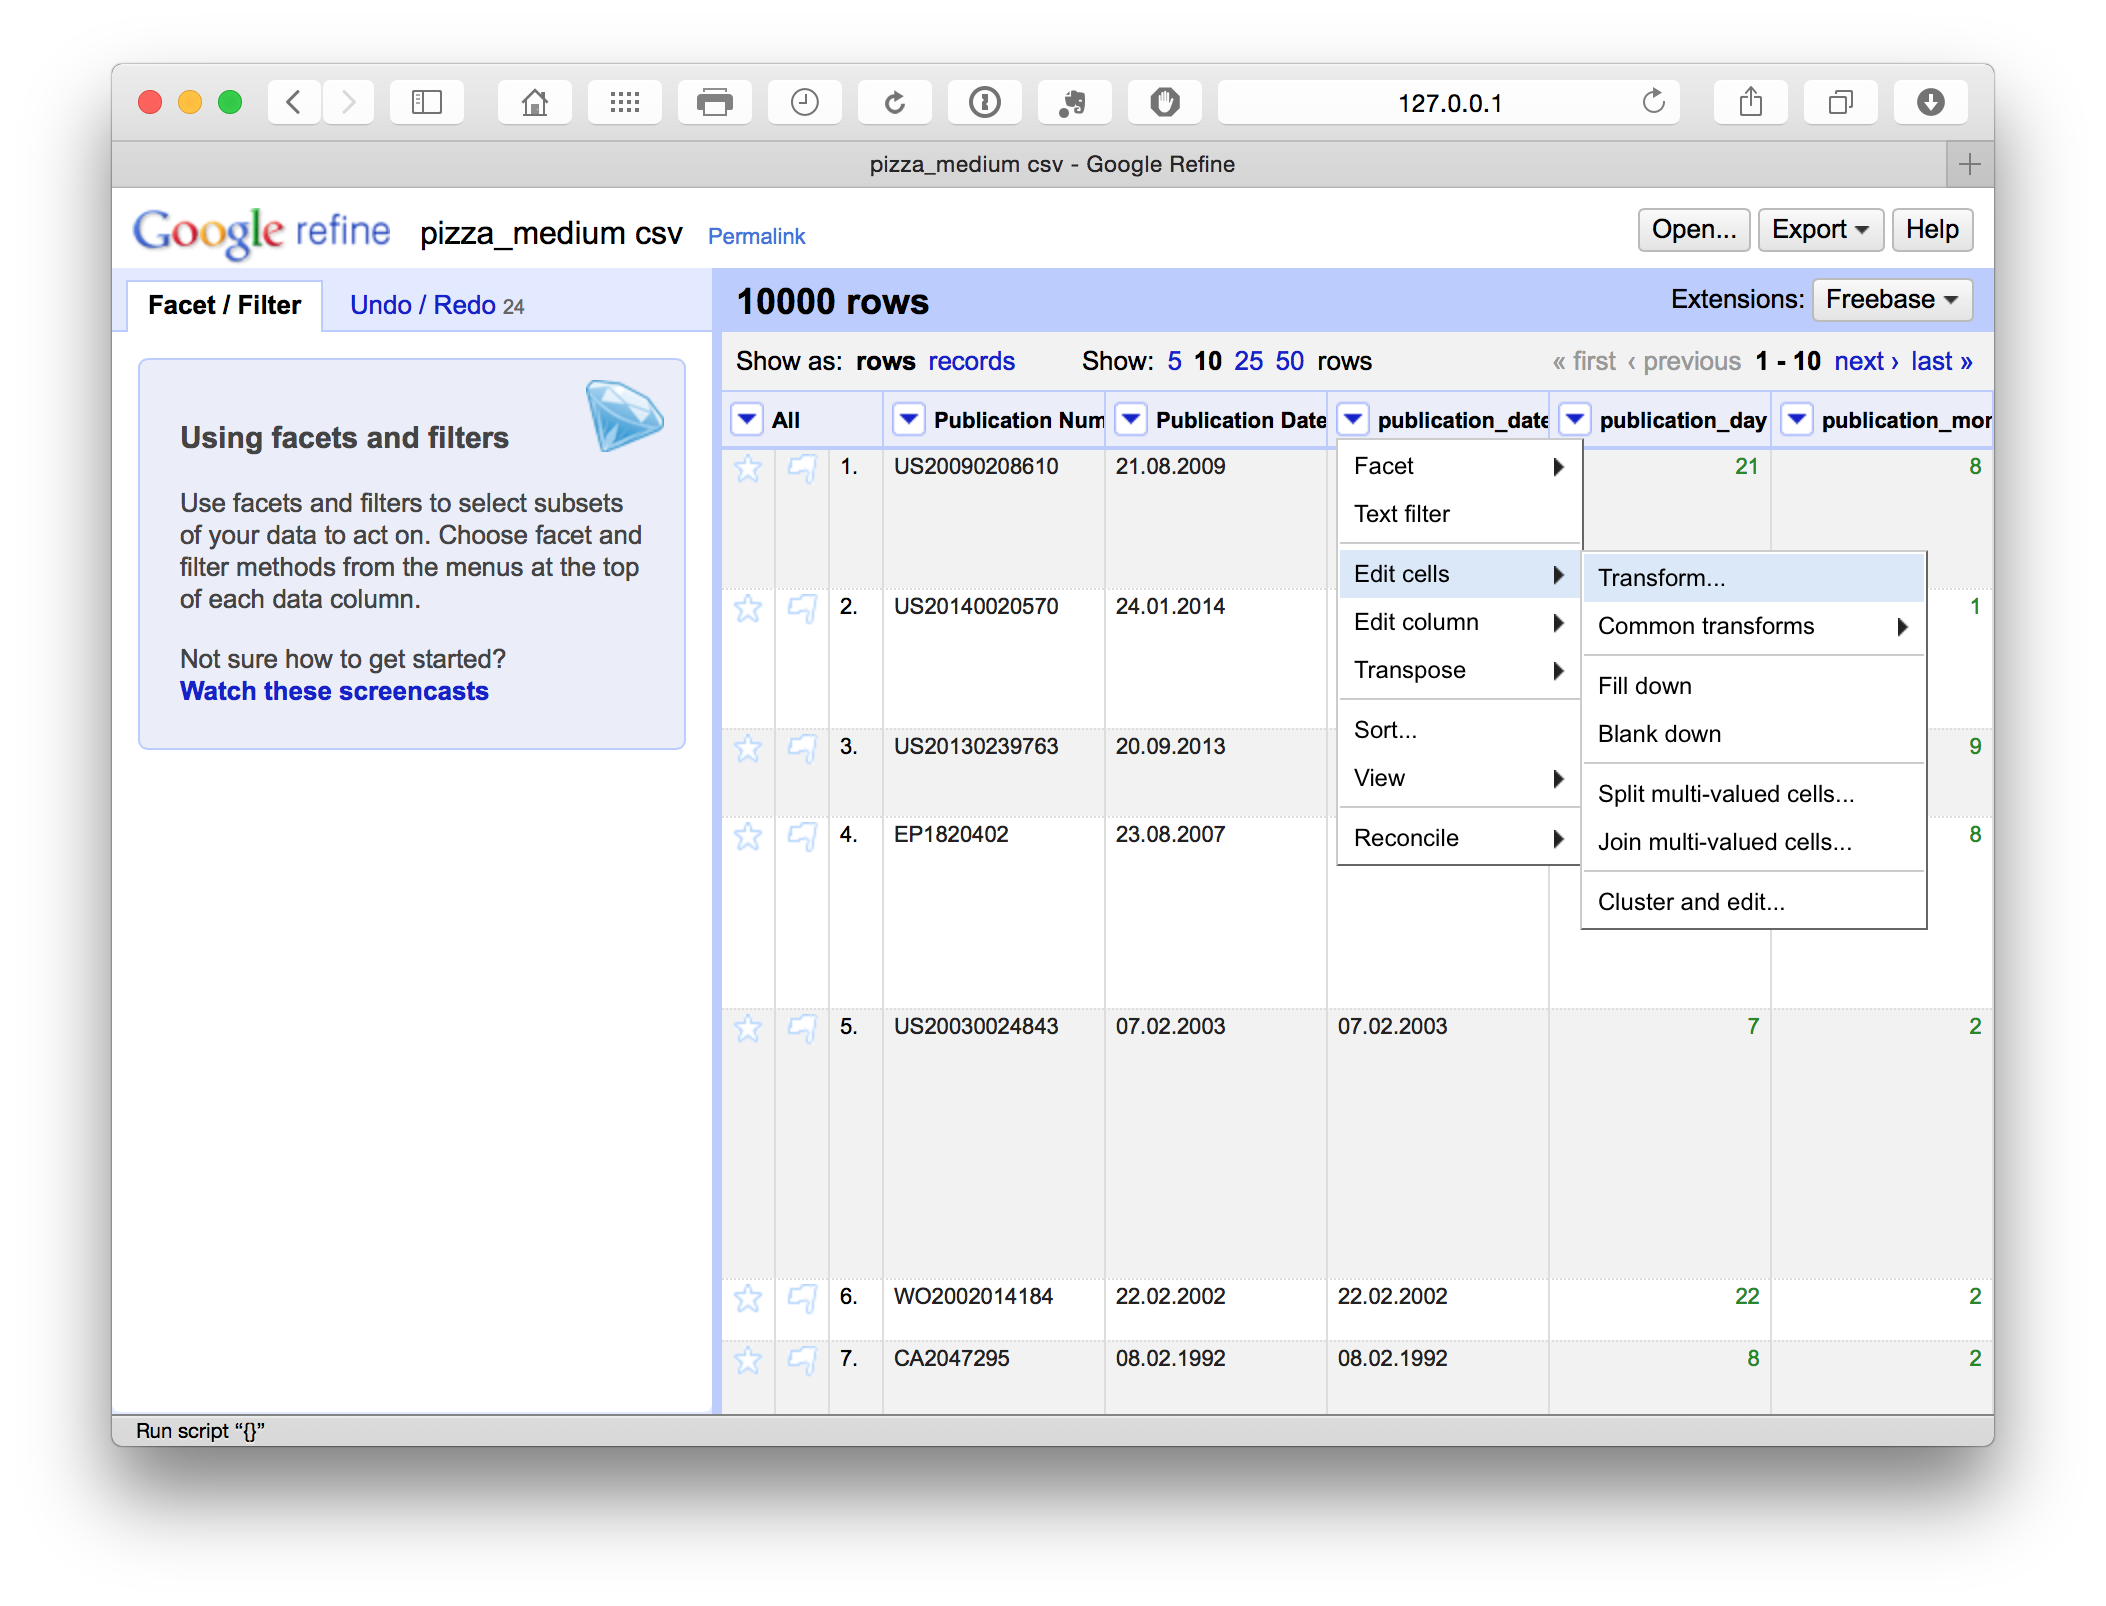 127.0.0.1
pizza_medium csv - Google Refine
Google refine pizza_medium csv Permalink Open... Export Help
Facet / Filter Undo / Redo 24
10000 rows Extensions: Freebase
Using facets and filters
Use facets and filters to select subsets
of your data to act on. Choose facet and
filter methods from the menus at the top
of each data column.
Not sure how to get started?
Watch these screencasts
Show as: rows records Show: 5 10 25 50 rows « first ‹ previous 1 - 10 next › last »
All Publication Num Publication Date publication_date publication_day publication_mon
1. US20090208610 21.08.2009 21 8
2. US20140020570 24.01.2014 1
3. US20130239763 20.09.2013 9
4. EP1820402 23.08.2007 8
5. US20030024843 07.02.2003 07.02.2003 7 2
6. WO2002014184 22.02.2002 22.02.2002 22 2
7. CA2047295 08.02.1992 08.02.1992 8 2
Facet
Text filter
Edit cells
Edit column
Transpose
Sort...
View
Reconcile
Transform...
Common transforms
Fill down
Blank down
Split multi-valued cells...
Join multi-valued cells...
Cluster and edit...
Run script “{}”